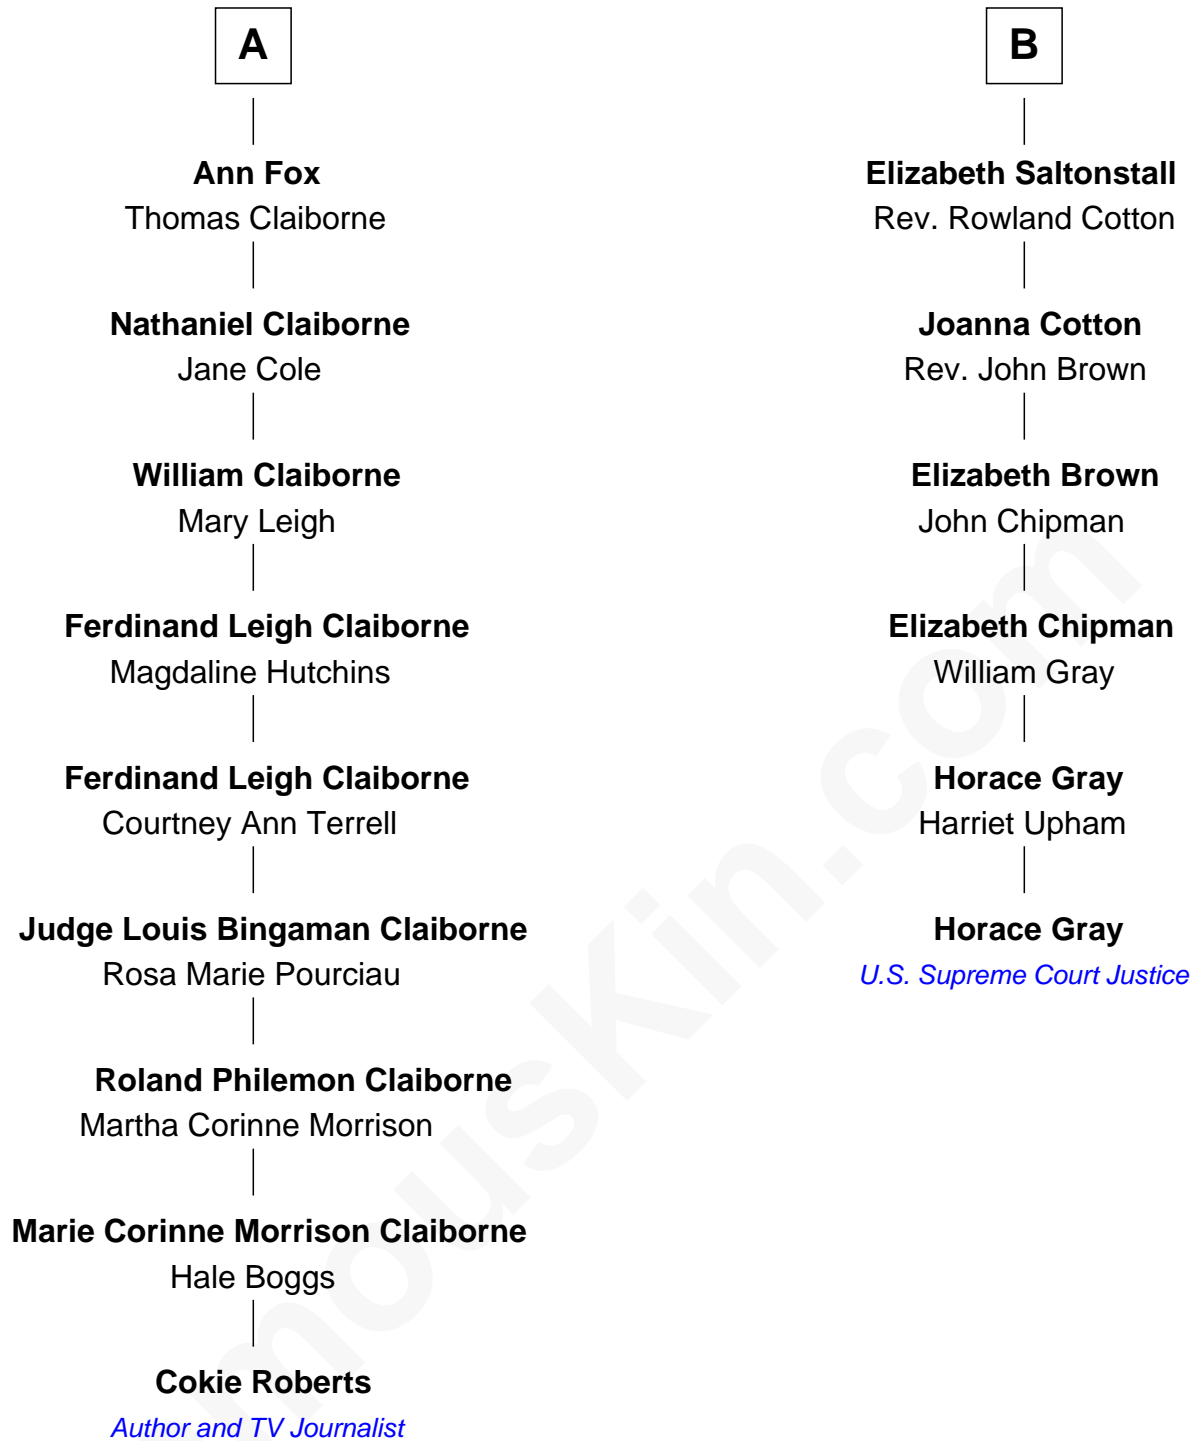 A
Ann Fox
Thomas Claiborne
Nathaniel Claiborne
Jane Cole
William Claiborne
Mary Leigh
Ferdinand Leigh Claiborne
Magdaline Hutchins
Ferdinand Leigh Claiborne
Courtney Ann Terrell
Judge Louis Bingaman Claiborne
Rosa Marie Pourciau
Roland Philemon Claiborne
Martha Corinne Morrison
Marie Corinne Morrison Claiborne
Hale Boggs
Cokie Roberts
Author and TV Journalist
B
Elizabeth Saltonstall
Rev. Rowland Cotton
Joanna Cotton
Rev. John Brown
Elizabeth Brown
John Chipman
Elizabeth Chipman
William Gray
Horace Gray
Harriet Upham
Horace Gray
U.S. Supreme Court Justice
mouskin.com